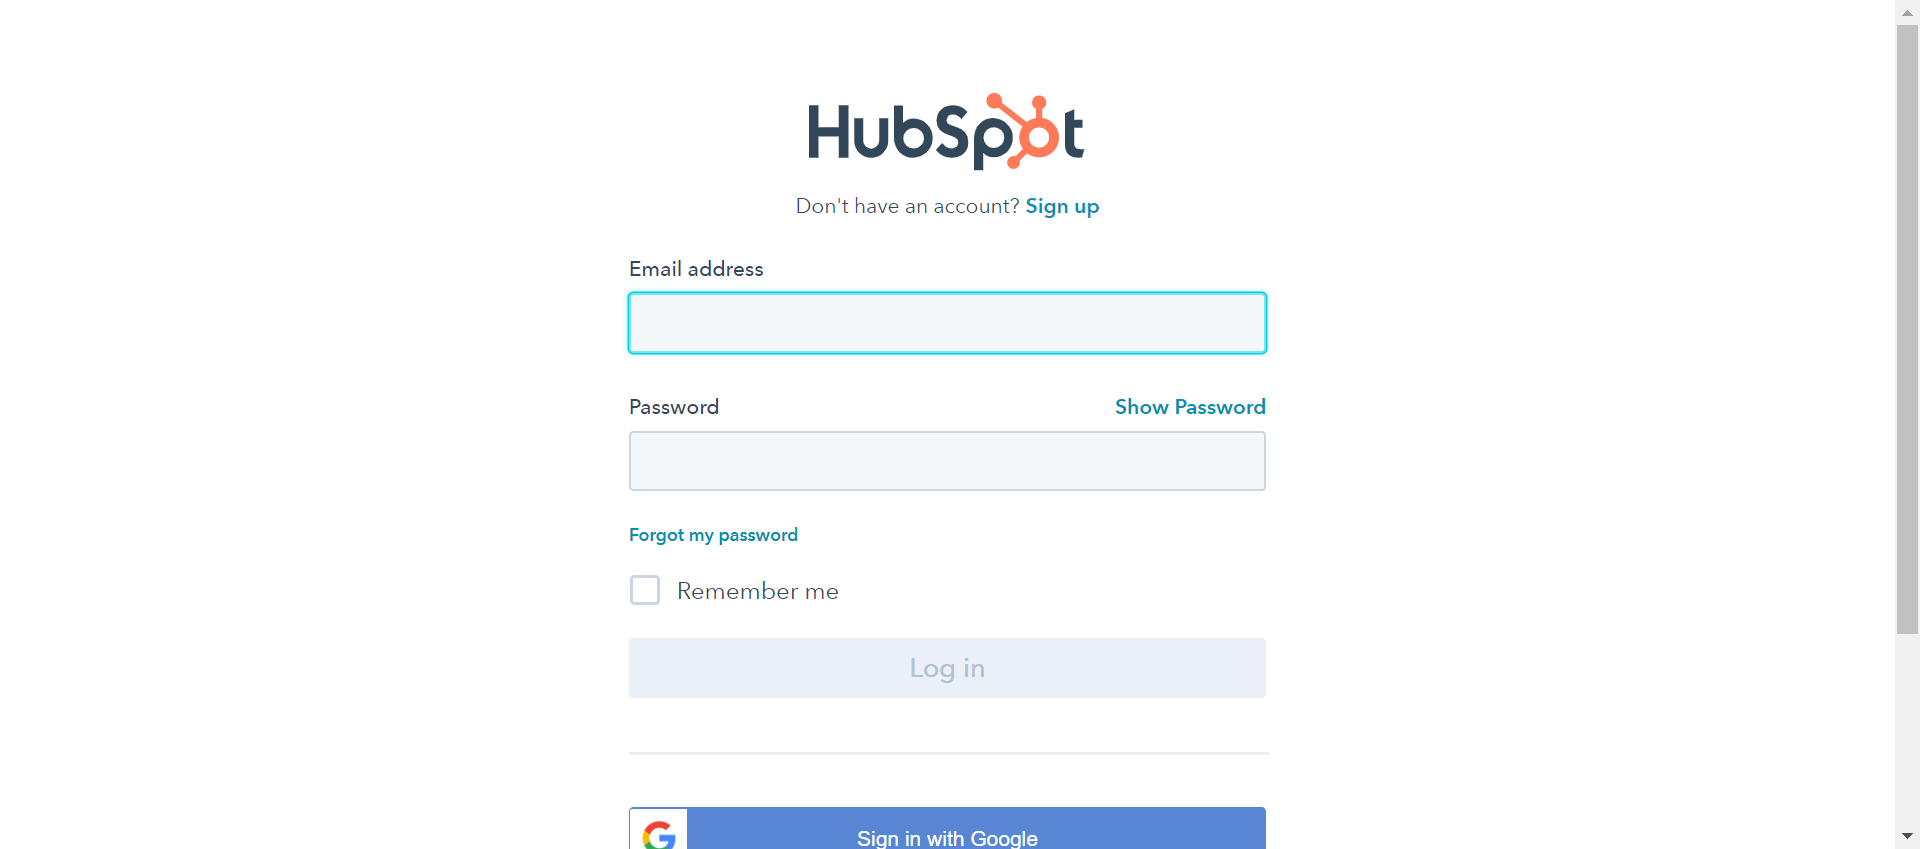 HubSpot
Don't have an account? Sign up
Email address
Password
Show Password
Forgot my password
Remember me
Log in
Sign in with Google